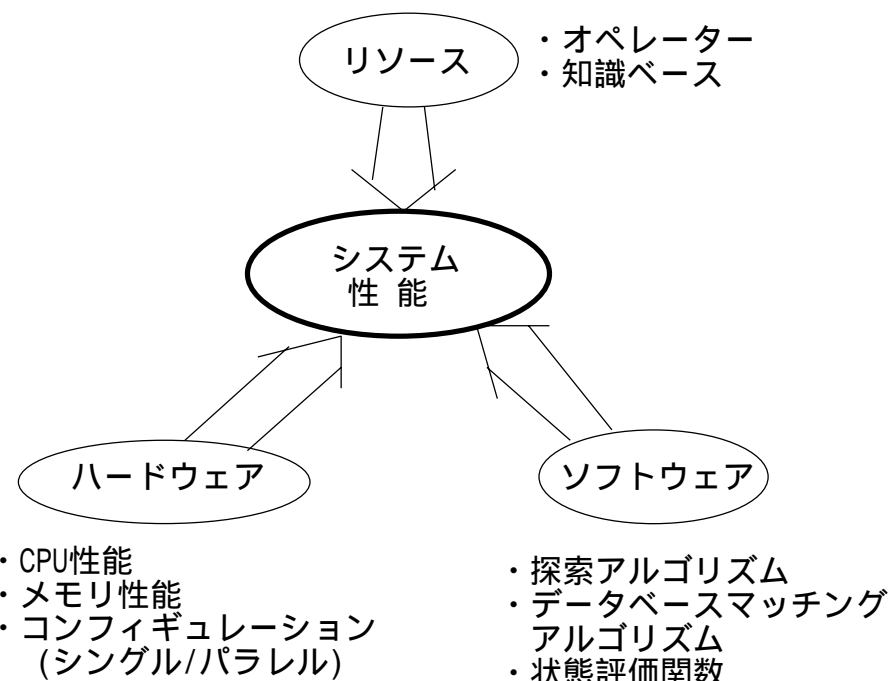 リソース
・オペレーター
・知識ベース
システム
性 能
ハードウェア
・CPU性能
・メモリ性能
・コンフィギュレーション
(シングル/パラレル)
ソフトウェア
・探索アルゴリズム
・データベースマッチング
アルゴリズム
・状態評価関数